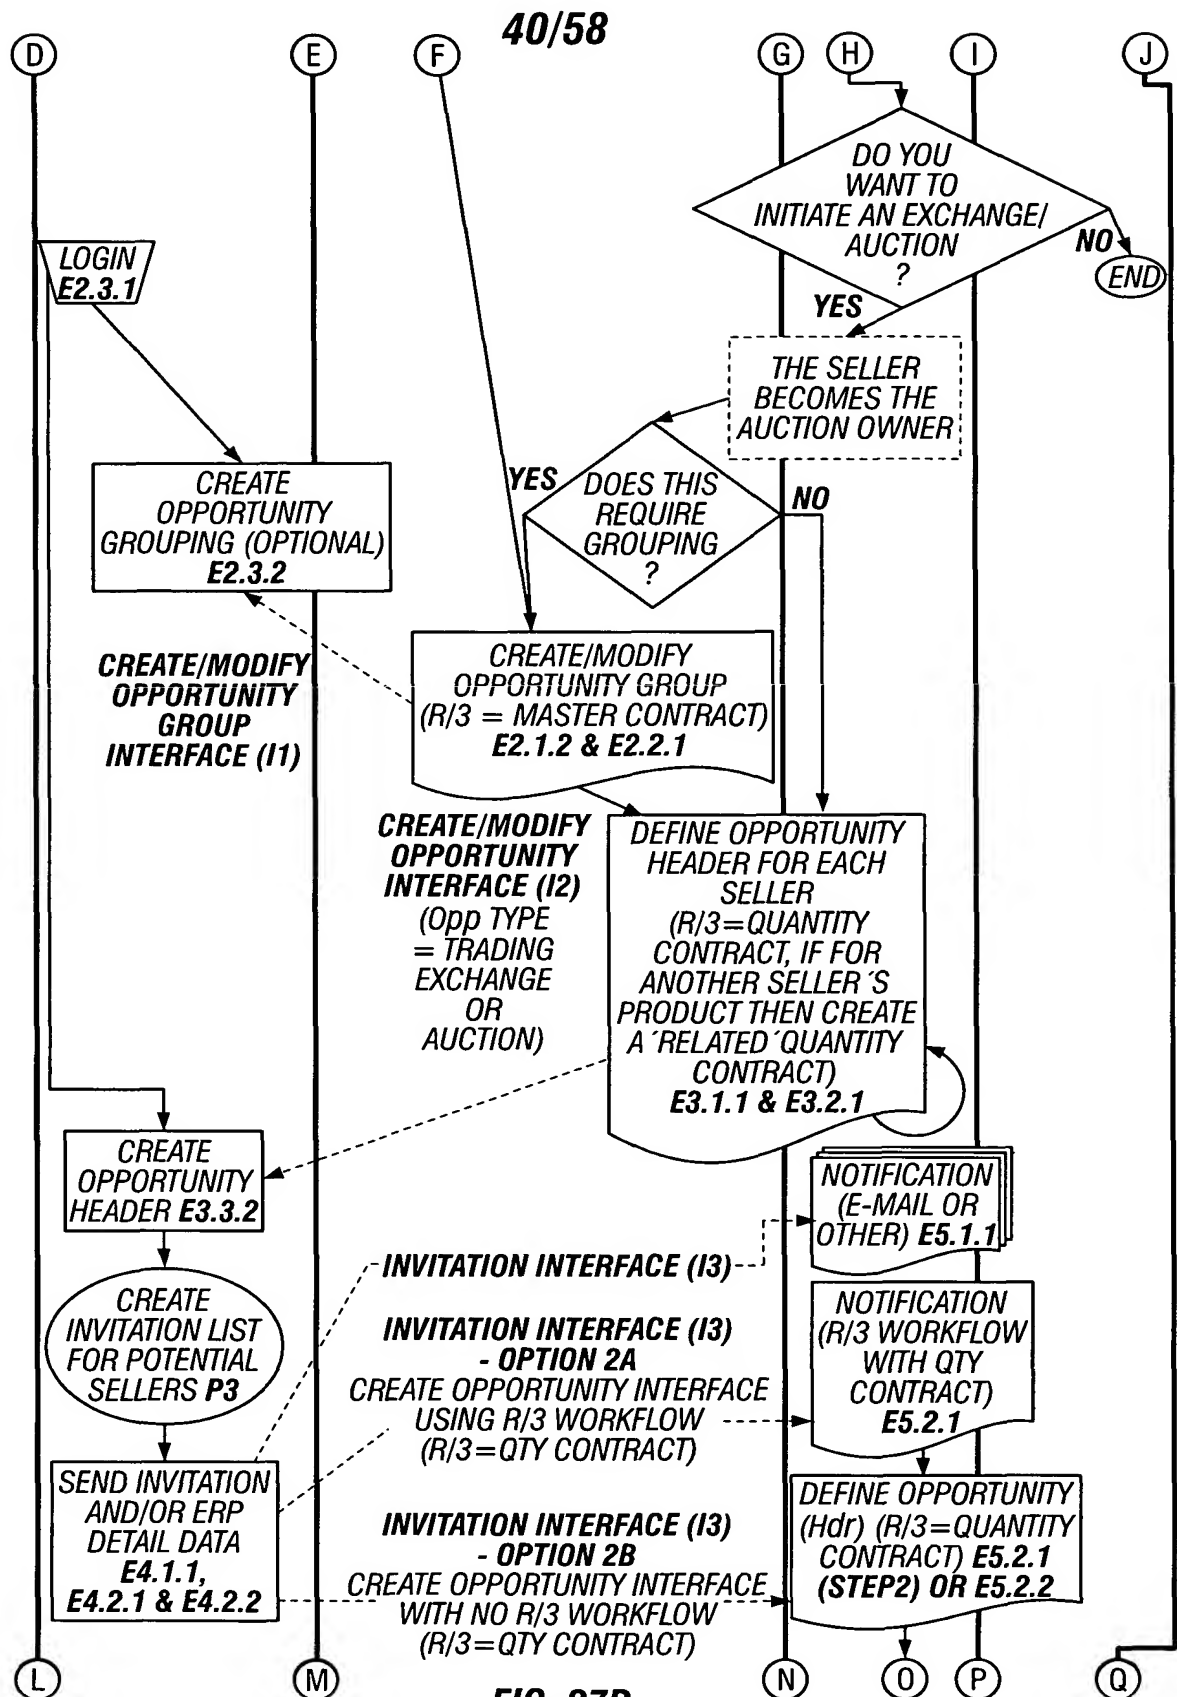 40/58
D
E
F
G
H
I
J
DO YOU
WANT TO
INITIATE AN EXCHANGE/
AUCTION
?
NO
END
YES
LOGIN
E2.3.1
THE SELLER
BECOMES THE
AUCTION OWNER
CREATE
OPPORTUNITY
GROUPING (OPTIONAL)
E2.3.2
YES
DOES THIS
REQUIRE
GROUPING
?
NO
CREATE/MODIFY
OPPORTUNITY
GROUP
INTERFACE (I1)
CREATE/MODIFY
OPPORTUNITY GROUP
(R/3 = MASTER CONTRACT)
E2.1.2 & E2.2.1
CREATE/MODIFY
OPPORTUNITY
INTERFACE (I2)
(Opp TYPE
= TRADING
EXCHANGE
OR
AUCTION)
DEFINE OPPORTUNITY
HEADER FOR EACH
SELLER
(R/3=QUANTITY
CONTRACT, IF FOR
ANOTHER SELLER´S
PRODUCT THEN CREATE
A ´RELATED´QUANTITY
CONTRACT)
E3.1.1 & E3.2.1
CREATE
OPPORTUNITY
HEADER E3.3.2
NOTIFICATION
(E-MAIL OR
OTHER) E5.1.1
INVITATION INTERFACE (I3)
CREATE
INVITATION LIST
FOR POTENTIAL
SELLERS P3
INVITATION INTERFACE (I3)
- OPTION 2A
CREATE OPPORTUNITY INTERFACE
USING R/3 WORKFLOW
(R/3=QTY CONTRACT)
NOTIFICATION
(R/3 WORKFLOW
WITH QTY
CONTRACT)
E5.2.1
SEND INVITATION
AND/OR ERP
DETAIL DATA
E4.1.1,
E4.2.1 & E4.2.2
INVITATION INTERFACE (I3)
- OPTION 2B
CREATE OPPORTUNITY INTERFACE
WITH NO R/3 WORKFLOW
(R/3=QTY CONTRACT)
DEFINE OPPORTUNITY
(Hdr) (R/3=QUANTITY
CONTRACT) E5.2.1
(STEP2) OR E5.2.2
L
M
N
O
P
Q